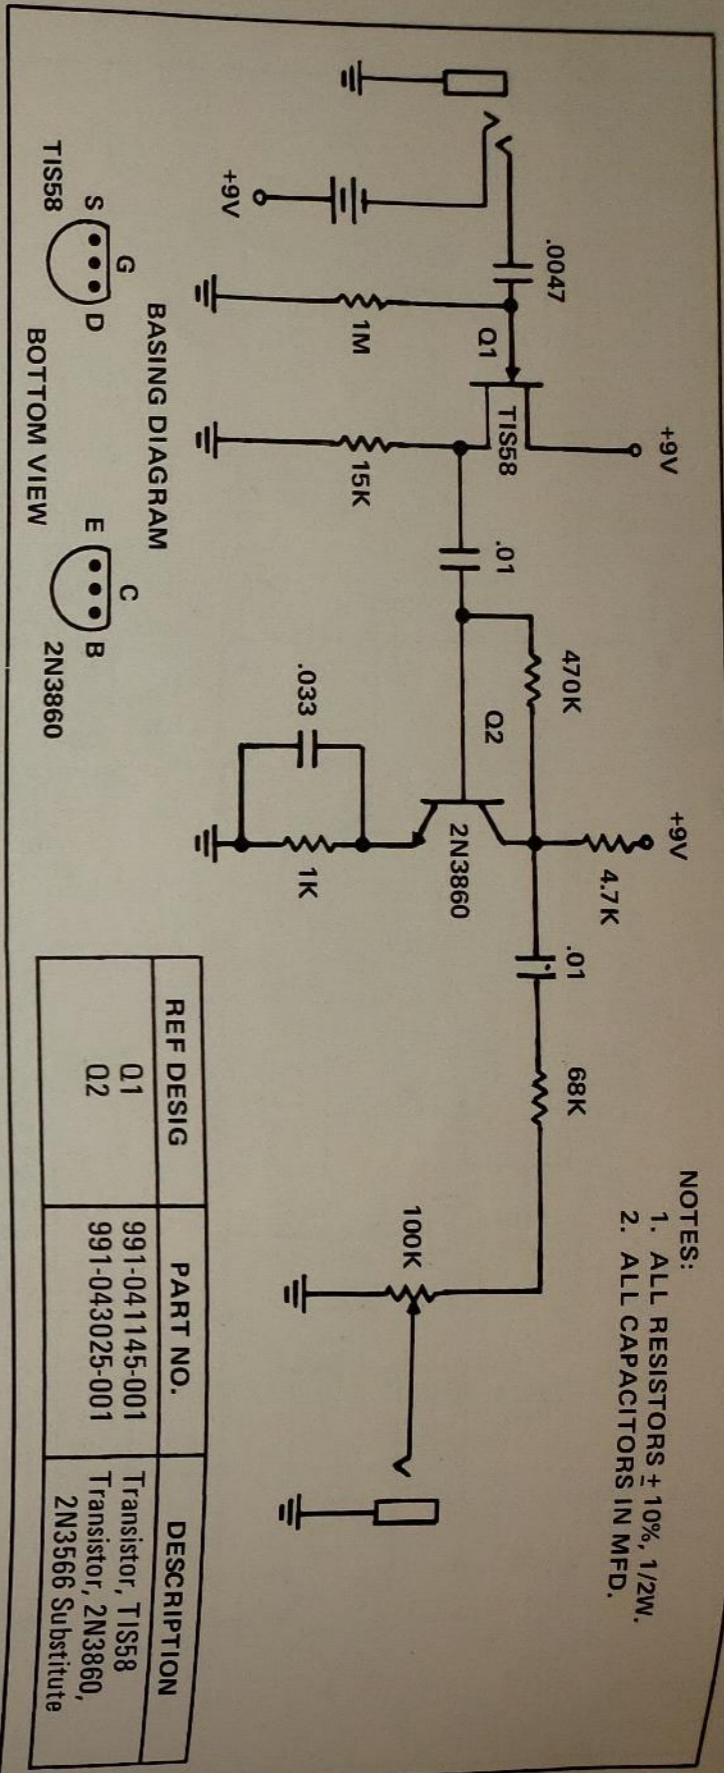 NOTES:
1. ALL RESISTORS ± 10%, 1/2W.
2. ALL CAPACITORS IN MFD.
+9V
+9V
.0047
Q1
TIS58
.01
470K
Q2
2N3860
4.7K
.01
68K
100K
+9V
1M
15K
.033
1K
BASING DIAGRAM
S
G
D
TIS58
BOTTOM VIEW
E
C
B
2N3860
REF DESIG PART NO. DESCRIPTION
Q1 991-041145-001 Transistor, TIS58
Q2 991-043025-001 Transistor, 2N3860,
2N3566 Substitute